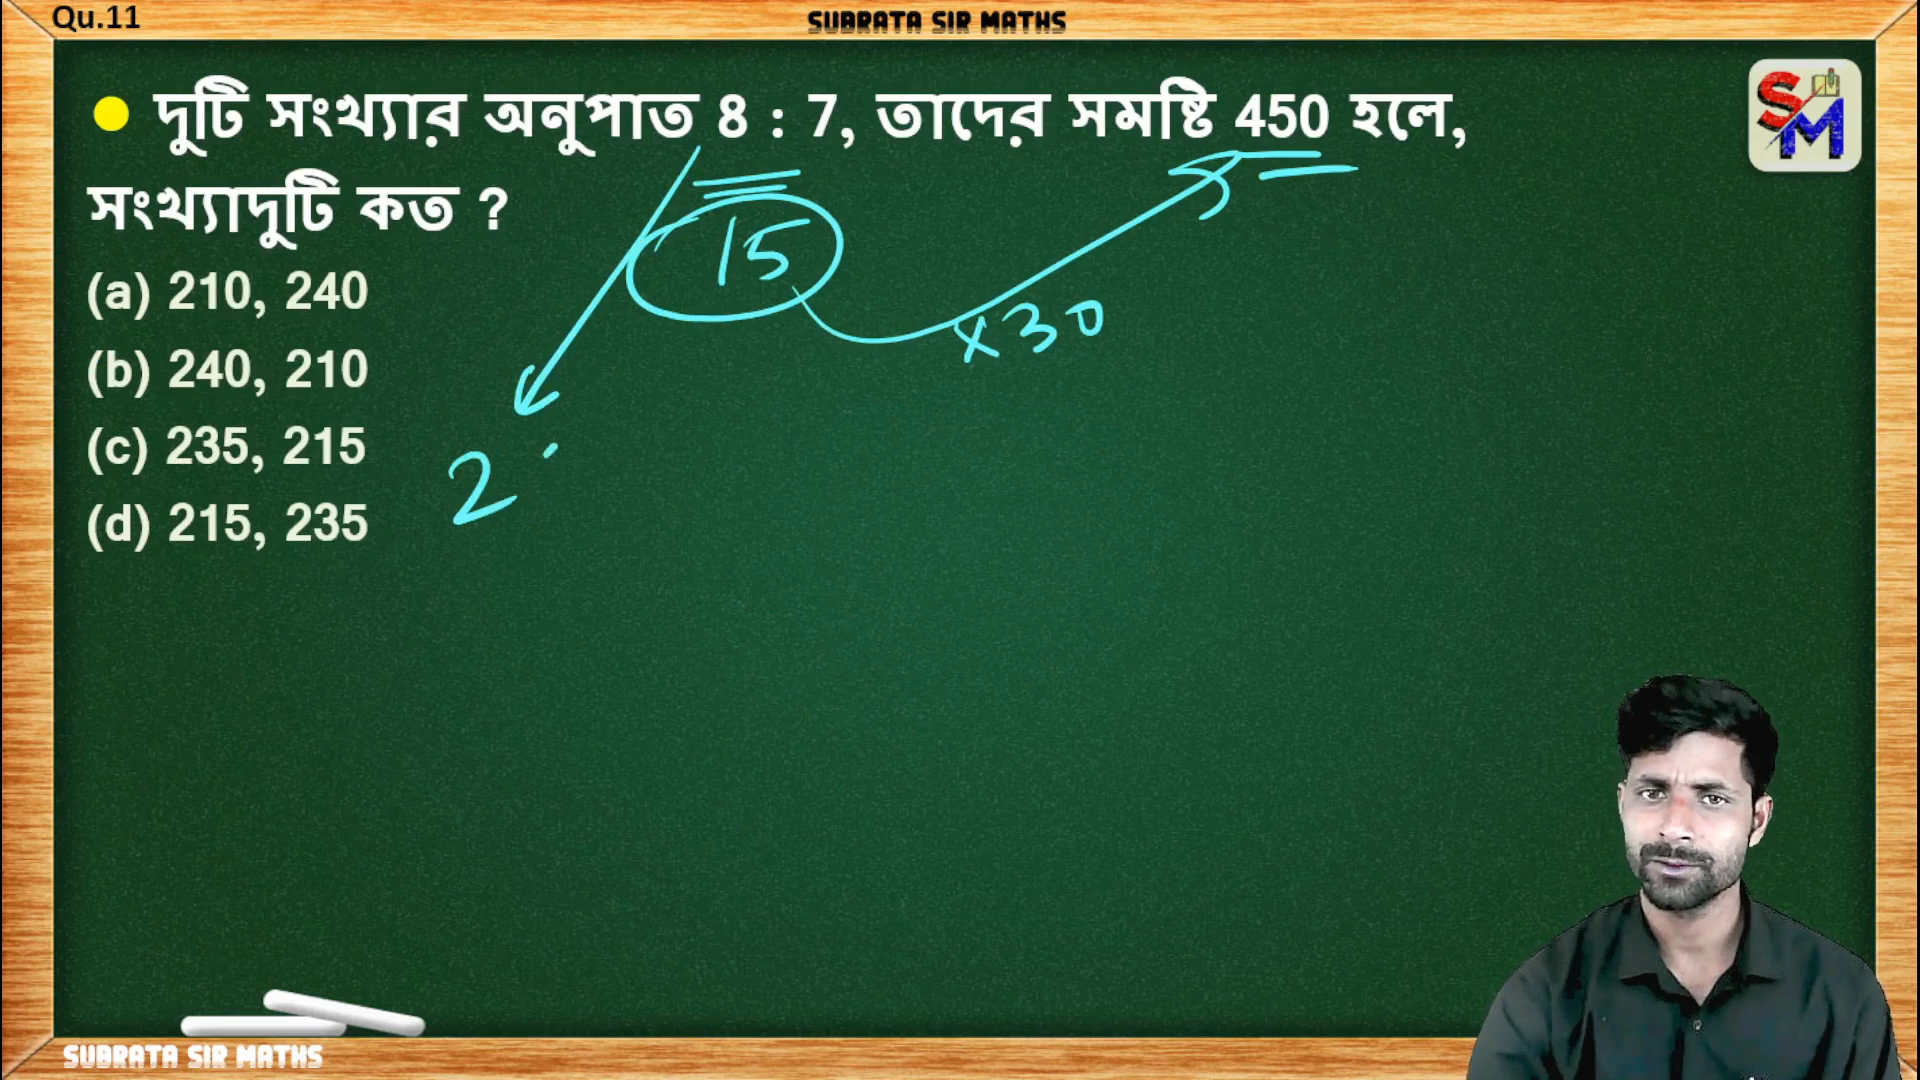 Qu.11
SUBRATA SIR MATHS
দুটি সংখ্যার অনুপাত 8 : 7, তাদের সমষ্টি 450 হলে,
SM
সংখ্যাদুটি কত ?
15
(a) 210, 240
×30
(b) 240, 210
(c) 235, 215
2
(d) 215, 235
SUBRATA SIR MATHS